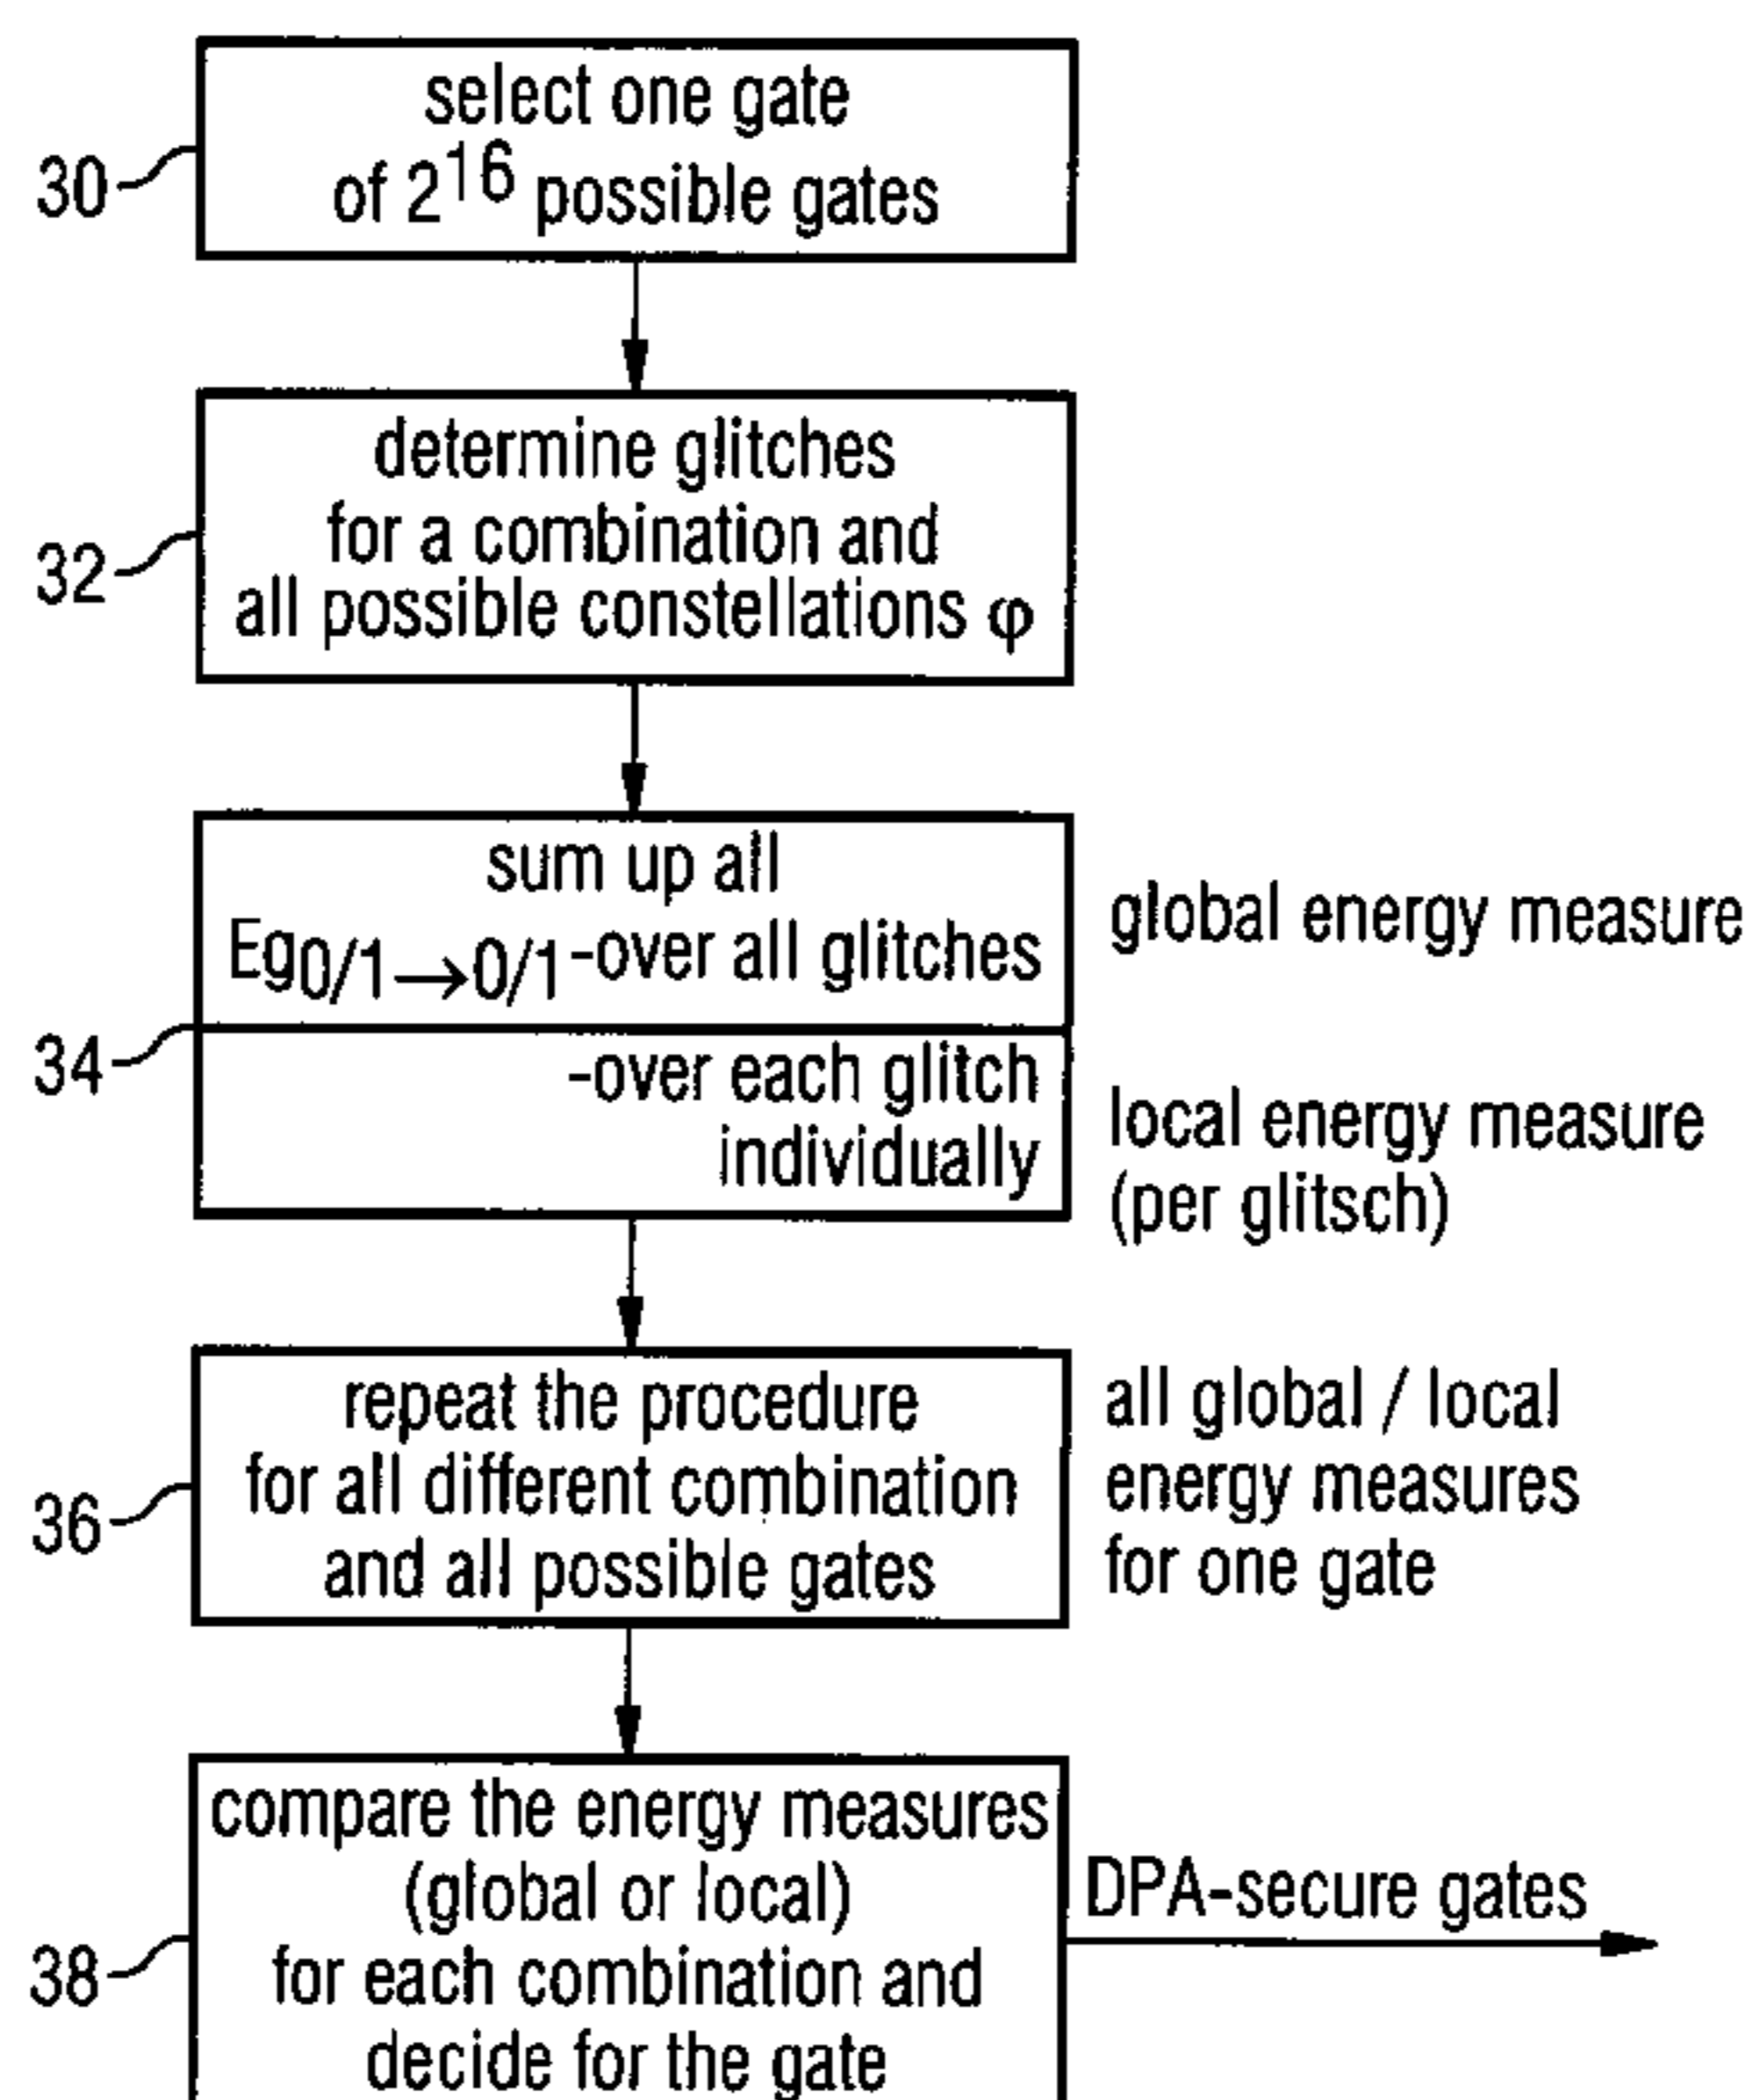 select one gate
of 2^16 possible gates
30
determine glitches
for a combination and
all possible constellations φ
32
sum up all
Eg0/1→0/1 -over all glitches
global energy measure
34
-over each glitch
individually
local energy measure
(per glitsch)
repeat the procedure
for all different combination
and all possible gates
36
all global / local
energy measures
for one gate
compare the energy measures
(global or local)
for each combination and
decide for the gate
38
DPA-secure gates